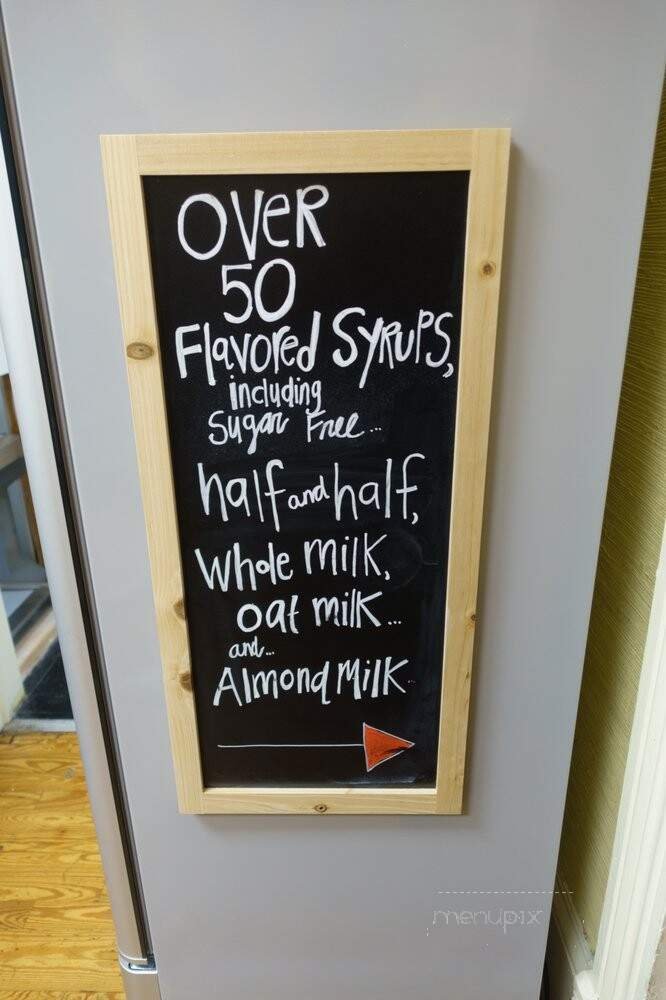 Over
50
Flavored Syrups,
including
Sugar Free...
half and half,
Whole milk,
oat milk...
and...
Almond Milk..
menupix